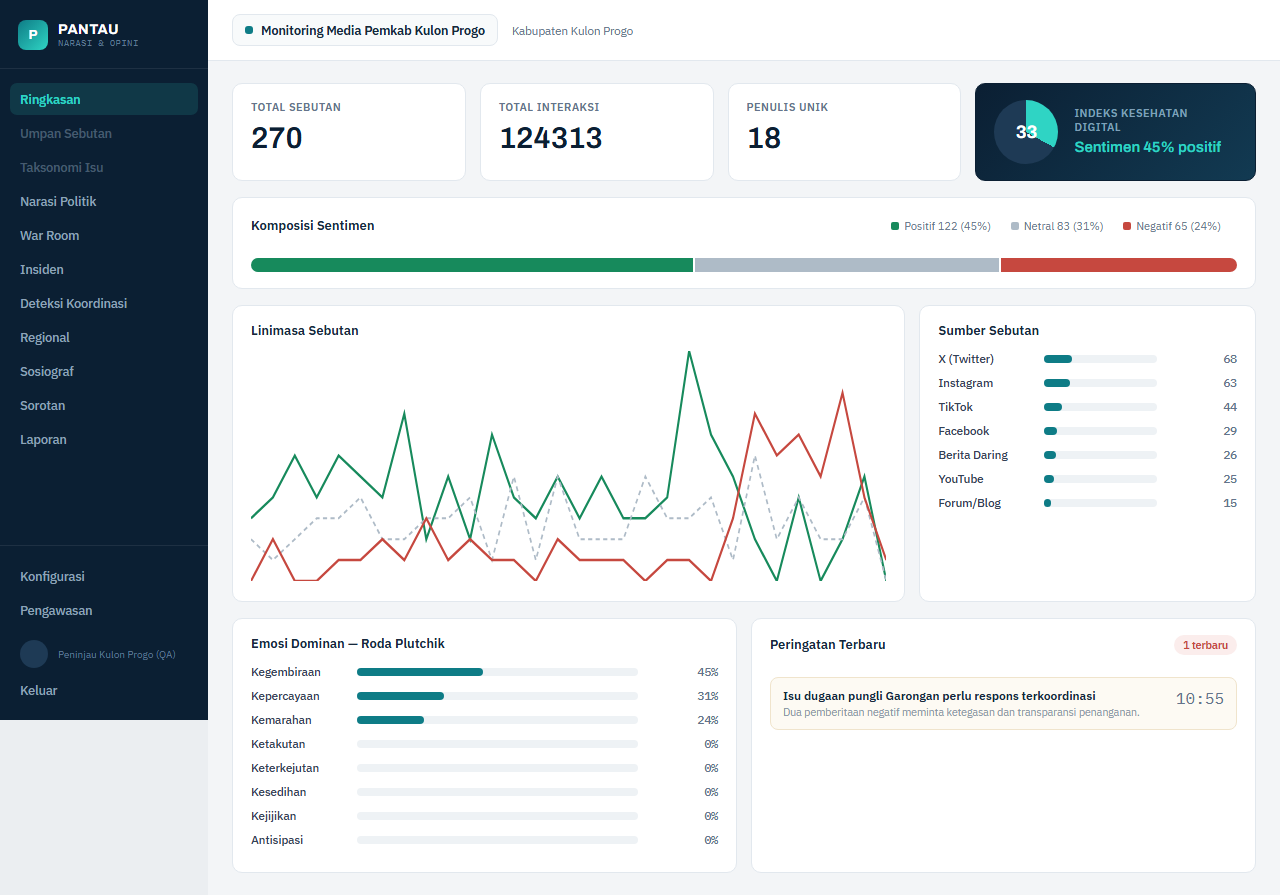 P
PANTAU
NARASI & OPINI
Ringkasan
Umpan Sebutan
Taksonomi Isu
Narasi Politik
War Room
Insiden
Deteksi Koordinasi
Regional
Sosiograf
Sorotan
Laporan
Konfigurasi
Pengawasan
Peninjau Kulon Progo (QA)
Keluar
Monitoring Media Pemkab Kulon Progo
Kabupaten Kulon Progo
TOTAL SEBUTAN
270
TOTAL INTERAKSI
124313
PENULIS UNIK
18
33
INDEKS KESEHATAN
DIGITAL
Sentimen 45% positif
Komposisi Sentimen
Positif 122 (45%)
Netral 83 (31%)
Negatif 65 (24%)
Linimasa Sebutan
Sumber Sebutan
X (Twitter) 68
Instagram 63
TikTok 44
Facebook 29
Berita Daring 26
YouTube 25
Forum/Blog 15
Emosi Dominan — Roda Plutchik
Kegembiraan 45%
Kepercayaan 31%
Kemarahan 24%
Ketakutan 0%
Keterkejutan 0%
Kesedihan 0%
Kejijikan 0%
Antisipasi 0%
Peringatan Terbaru
1 terbaru
Isu dugaan pungli Garongan perlu respons terkoordinasi
Dua pemberitaan negatif meminta ketegasan dan transparansi penanganan.
10:55